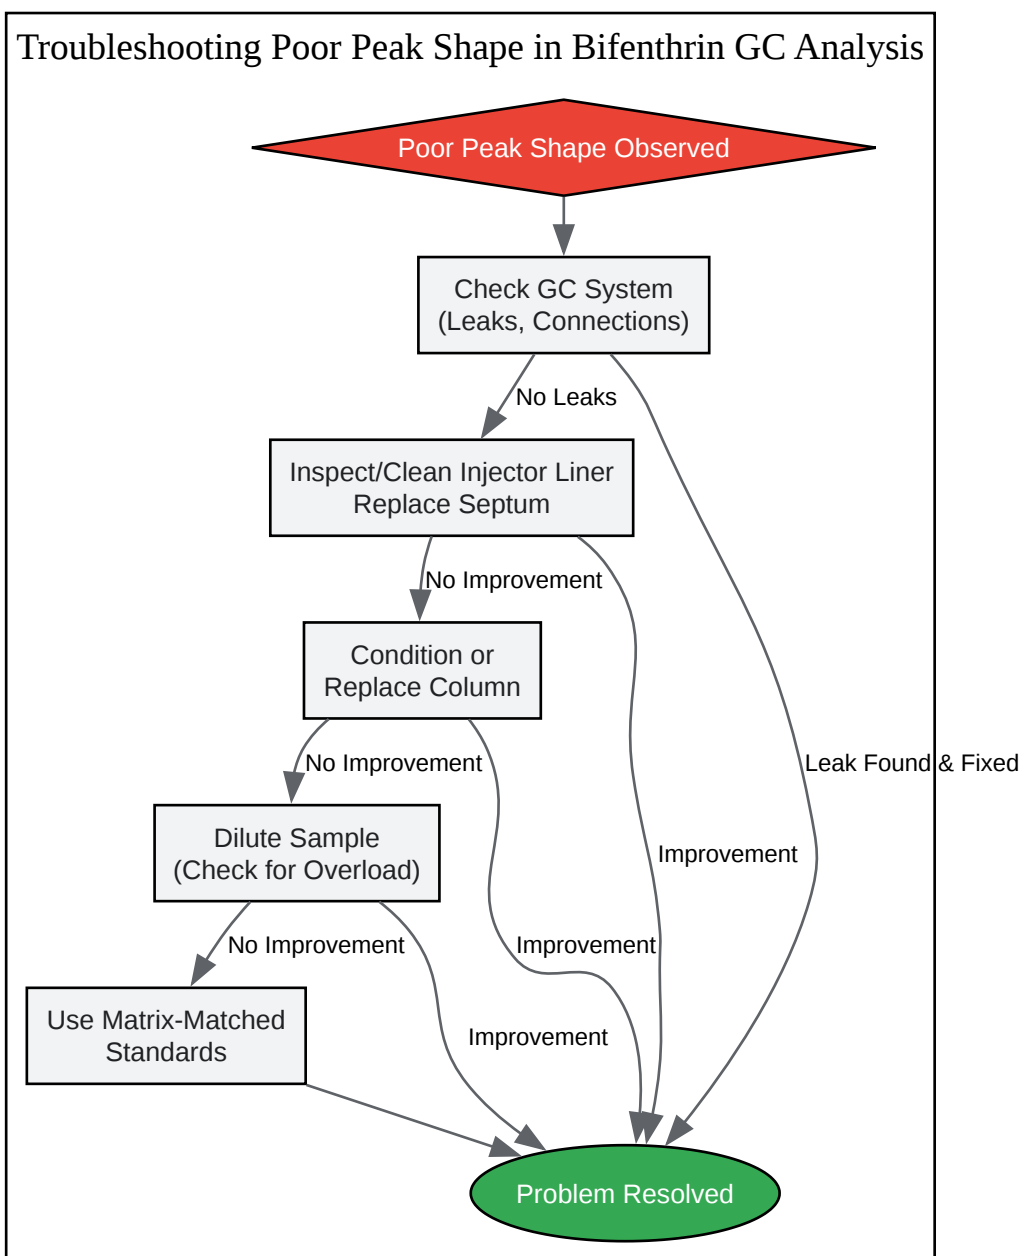 Troubleshooting Poor Peak Shape in Bifenthrin GC Analysis
Poor Peak Shape Observed
Check GC System
(Leaks, Connections)
No Leaks
Inspect/Clean Injector Liner
Replace Septum
No Improvement
Condition or
Replace Column
No Improvement
Leak Found & Fixed
Dilute Sample
(Check for Overload)
Improvement
No Improvement
Improvement
Use Matrix-Matched
Standards
Improvement
Problem Resolved